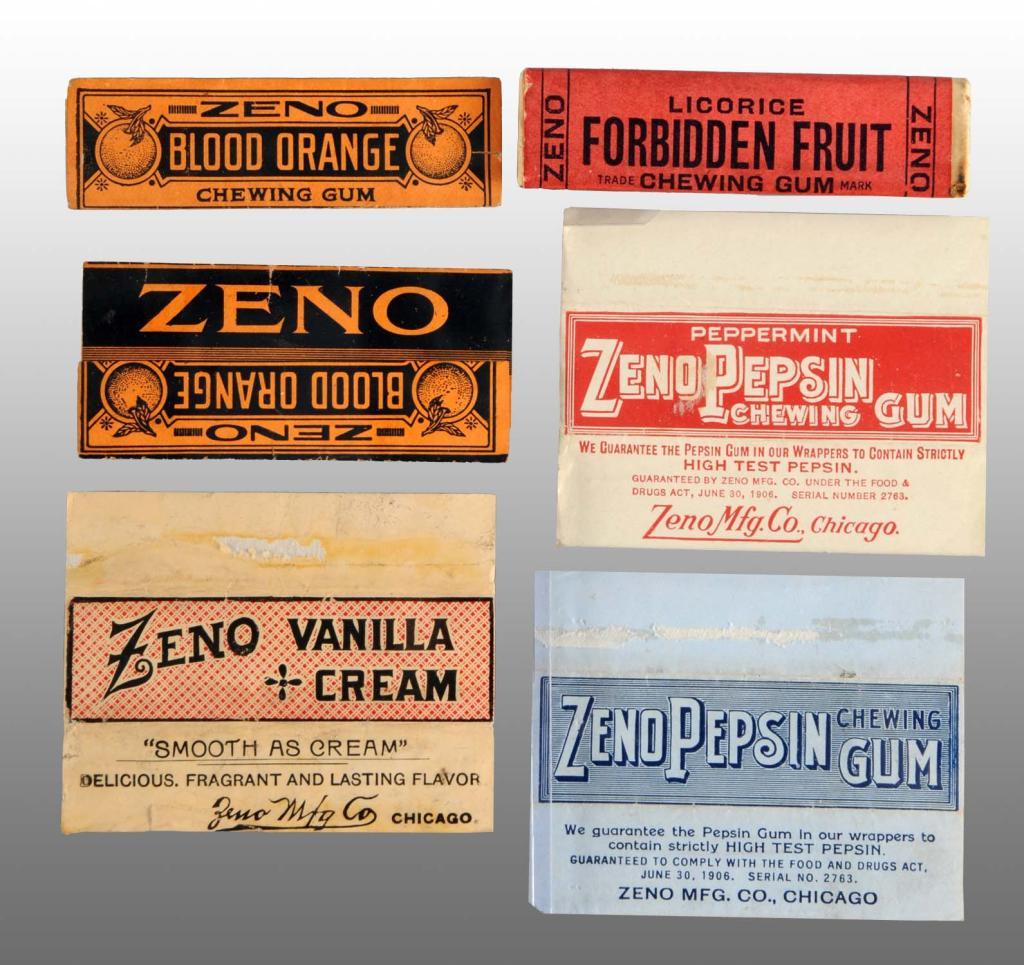 ZENO
BLOOD ORANGE
CHEWING GUM
ZENO
LICORICE
FORBIDDEN FRUIT
TRADE CHEWING GUM MARK
ZENO
ZENO
BLOOD ORANGE
ZENO
PEPPERMINT
ZENO PEPSIN
CHEWING GUM
WE GUARANTEE THE PEPSIN GUM IN OUR WRAPPERS TO CONTAIN STRICTLY
HIGH TEST PEPSIN.
GUARANTEED BY ZENO MFG. CO. UNDER THE FOOD &
DRUGS ACT, JUNE 30, 1906. SERIAL NUMBER 2763.
Zeno Mfg. Co., Chicago.
ZENO VANILLA
CREAM
"SMOOTH AS CREAM"
DELICIOUS. FRAGRANT AND LASTING FLAVOR
Zeno Mfg Co CHICAGO.
ZENO PEPSIN CHEWING
GUM
We guarantee the Pepsin Gum in our wrappers to
contain strictly HIGH TEST PEPSIN.
GUARANTEED TO COMPLY WITH THE FOOD AND DRUGS ACT,
JUNE 30, 1906. SERIAL NO. 2763.
ZENO MFG. CO., CHICAGO